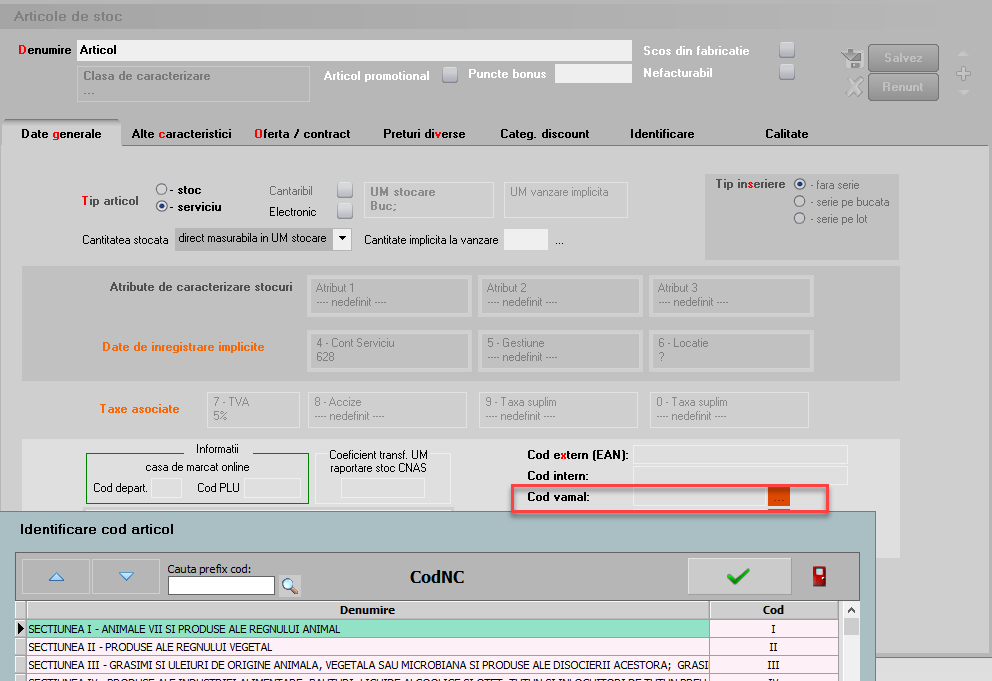 Articole de stoc
Denumire Articol
Scos din fabricatie
Clasa de caracterizare
...
Articol promotional
Puncte bonus
Nefacturabil
Salvez
Renunt
Date generale
Alte caracteristici
Oferta / contract
Preturi diverse
Categ. discount
Identificare
Calitate
Tip articol
- stoc
- serviciu
Cantaribil
Electronic
UM stocare
Buc;
UM vanzare implicita
Tip inseriere
- fara serie
- serie pe bucata
- serie pe lot
Cantitatea stocata direct masurabila in UM stocare
Cantitate implicita la vanzare ...
Atribute de caracterizare stocuri
Atribut 1
---- nedefinit ----
Atribut 2
---- nedefinit ----
Atribut 3
---- nedefinit ----
Date de inregistrare implicite
4 - Cont Serviciu
628
5 - Gestiune
---- nedefinit ----
6 - Locatie
?
Taxe asociate
7 - TVA
5%
8 - Accize
---- nedefinit ----
9 - Taxa suplim
---- nedefinit ----
0 - Taxa suplim
---- nedefinit ----
Informatii
casa de marcat online
Cod depart.
Cod PLU
Coeficient transf. UM
raportare stoc CNAS
Cod extern (EAN):
Cod intern:
Cod vamal: ...
Identificare cod articol
Cauta prefix cod:
CodNC
Denumire Cod
SECTIUNEA I - ANIMALE VII SI PRODUSE ALE REGNULUI ANIMAL I
SECTIUNEA II - PRODUSE ALE REGNULUI VEGETAL II
SECTIUNEA III - GRASIMI SI ULEIURI DE ORIGINE ANIMALA, VEGETALA SAU MICROBIANA SI PRODUSE ALE DISOCIERII ACESTORA; GRASI III